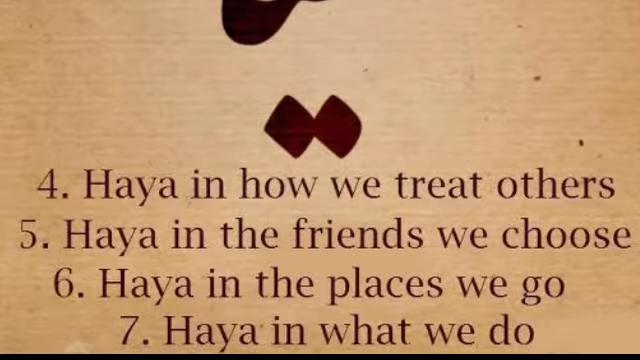 4. Haya in how we treat others
5. Haya in the friends we choose
6. Haya in the places we go
7. Haya in what we do